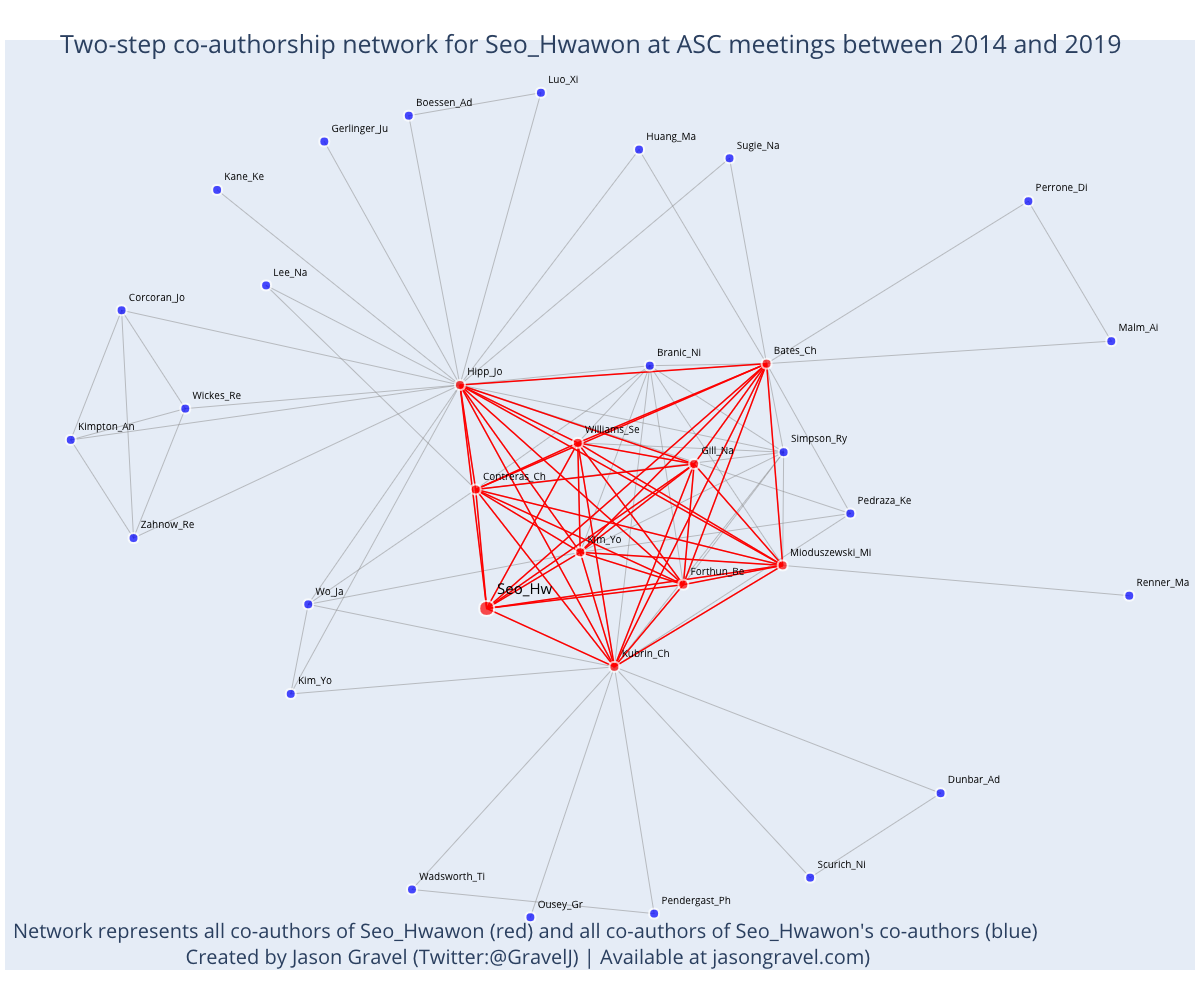 Two-step co-authorship network for Seo_Hwawon at ASC meetings between 2014 and 2019
Luo_Xi
Boessen_Ad
Gerlinger_Ju
Huang_Ma
Sugie_Na
Kane_Ke
Perrone_Di
Lee_Na
Corcoran_Jo
Malm_Ai
Branic_Ni
Bates_Ch
Hipp_Jo
Wickes_Re
Kimpton_An
Williams_Se
Simpson_Ry
Gill_Na
Contreras_Ch
Pedraza_Ke
Zahnow_Re
Kim_Yo
Mioduszewski_Mi
Forthun_Be
Renner_Ma
Seo_Hw
Wo_Ja
Kubrin_Ch
Kim_Yo
Dunbar_Ad
Scurich_Ni
Wadsworth_Ti
Pendergast_Ph
Ousey_Gr
Network represents all co-authors of Seo_Hwawon (red) and all co-authors of Seo_Hwawon's co-authors (blue)
Created by Jason Gravel (Twitter:@GravelJ) | Available at jasongravel.com)